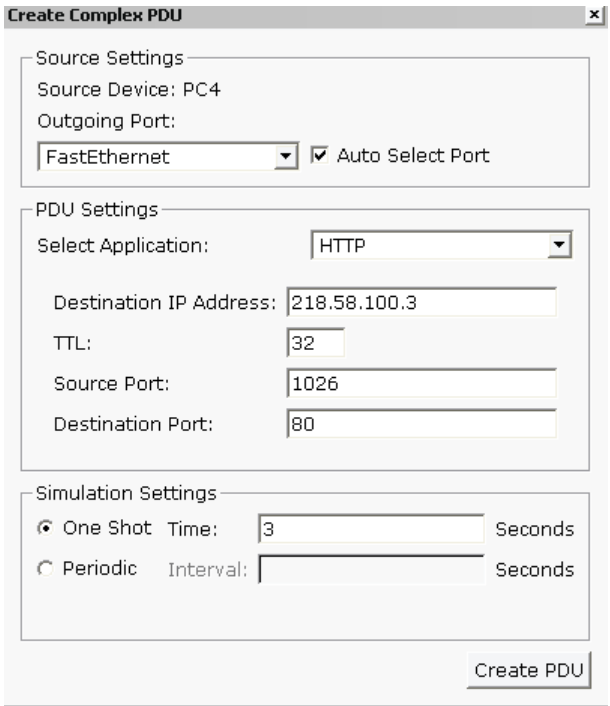 Create Complex PDU
Source Settings
Source Device: PC4
Outgoing Port:
FastEthernet Auto Select Port
PDU Settings
Select Application: HTTP
Destination IP Address: 218.58.100.3
TTL: 32
Source Port: 1026
Destination Port: 80
Simulation Settings
One Shot Time: 3 Seconds
Periodic Interval: Seconds
Create PDU